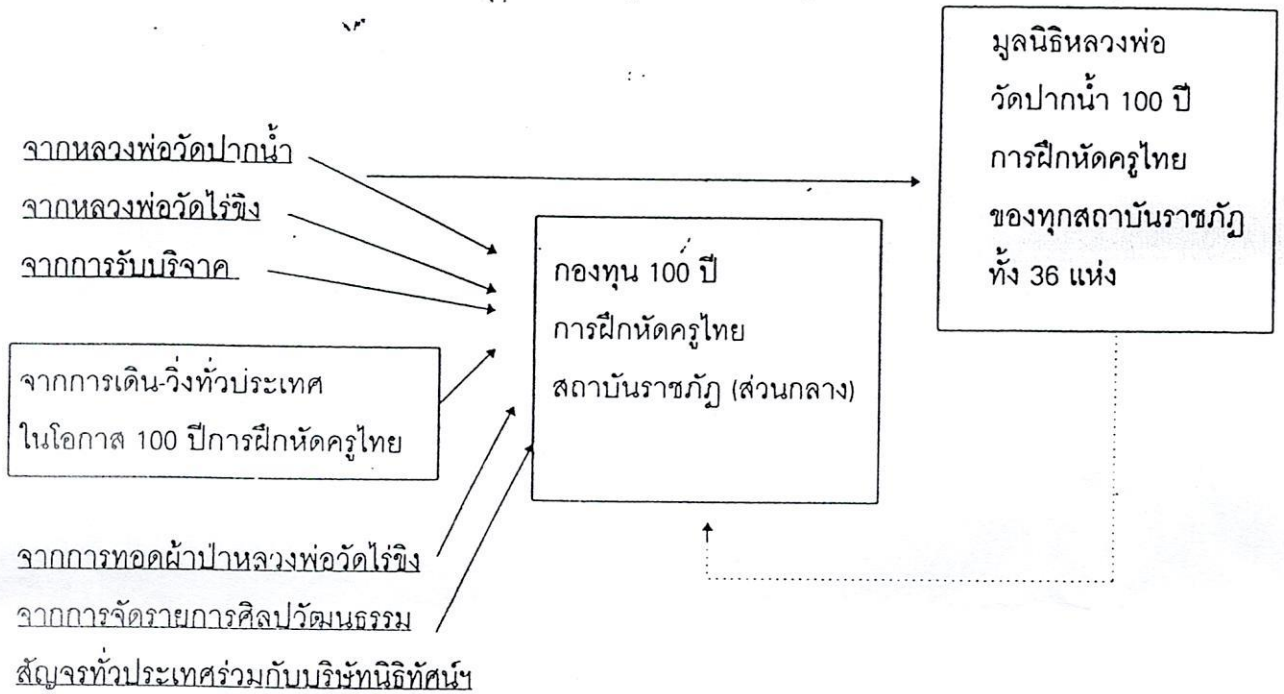 มูลนิธิหลวงพ่อ
วัดปากน้ำ 100 ปี
การฝึกหัดครูไทย
ของทุกสถาบันราชภัฏ
ทั้ง 36 แห่ง
จากหลวงพ่อวัดปากน้ำ
จากหลวงพ่อวัดไร่ขิง
จากการรับบริจาค
กองทุน 100 ปี
การฝึกหัดครูไทย
สถาบันราชภัฏ (ส่วนกลาง)
จากการเดิน-วิ่งทั่วประเทศ
ในโอกาส 100 ปีการฝึกหัดครูไทย
จากการทอดผ้าป่าหลวงพ่อวัดไร่ขิง
จากการจัดรายการศิลปวัฒนธรรม
สัญจรทั่วประเทศร่วมกับบริษัทนิธิทัศน์ฯ